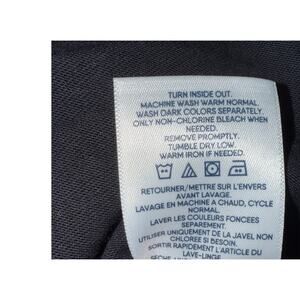 TURN INSIDE OUT.
MACHINE WASH WARM NORMAL.
WASH DARK COLORS SEPARATELY.
ONLY NON-CHLORINE BLEACH WHEN
NEEDED.
REMOVE PROMPTLY.
TUMBLE DRY LOW.
WARM IRON IF NEEDED.
RETOURNER/METTRE SUR L'ENVERS
AVANT LAVAGE.
LAVAGE EN MACHINE A CHAUD, CYCLE
NORMAL.
LAVER LES COULEURS FONCEES
SEPAREMENT.
UTILISER UNIQUEMENT DE LA JAVEL NON
CHLOREE SI BESOIN.
SORTIR RAPIDEMENT L'ARTICLE DU
LAVE-LINGE.